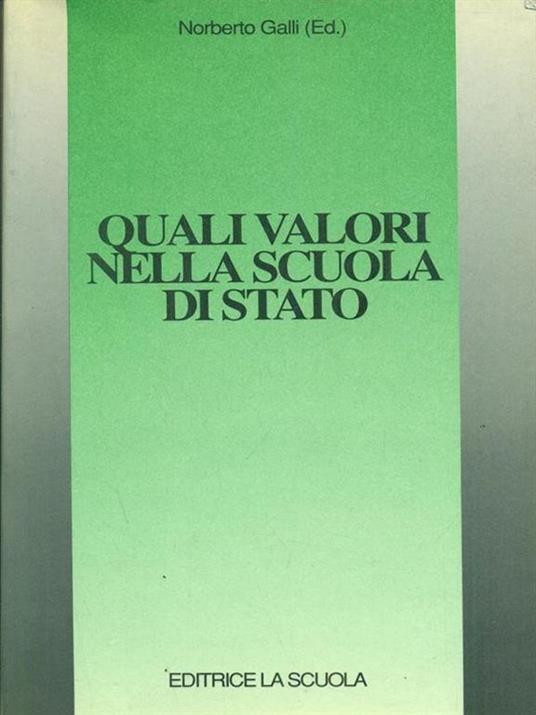 Norberto Galli (Ed.)
QUALI VALORI
NELLA SCUOLA
DI STATO
EDITRICE LA SCUOLA